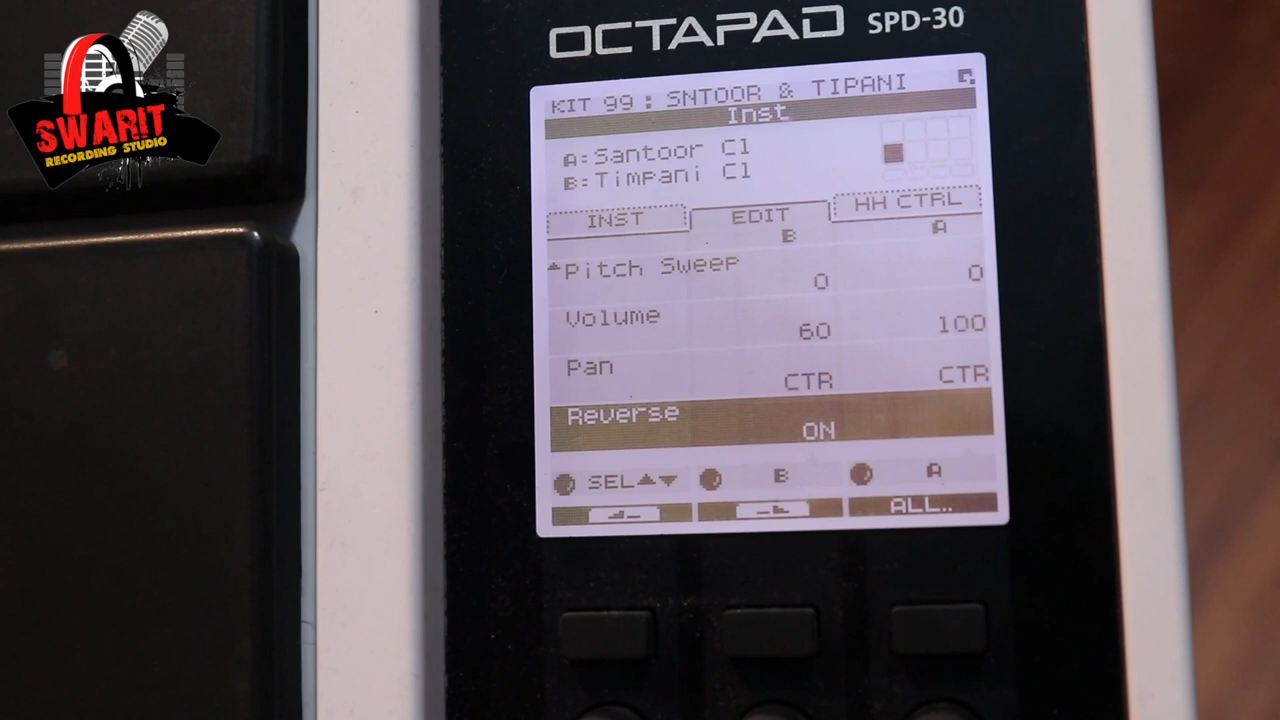 SWARIT
RECORDING STUDIO
OCTAPAD SPD-30
KIT 99 : SNTOOR & TIPANI
Inst
A:Santoor C1
B:Timpani C1
INST EDIT HH CTRL
B A
Pitch Sweep 0 0
Volume 60 100
Pan CTR CTR
Reverse ON
SEL▲▼ B A
ALL..